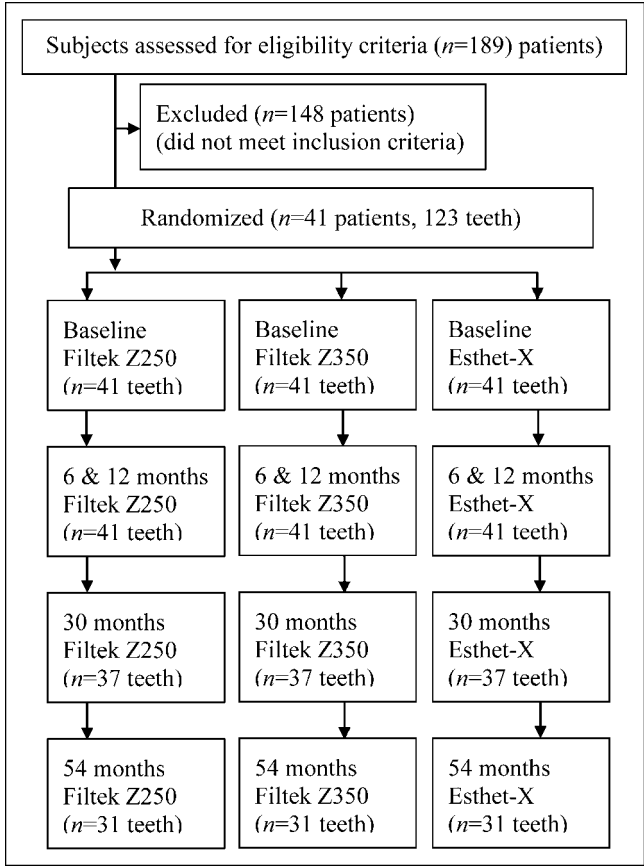 Subjects assessed for eligibility criteria (n=189) patients)
Excluded (n=148 patients)
(did not meet inclusion criteria)
Randomized (n=41 patients, 123 teeth)
Baseline
Filtek Z250
(n=41 teeth)
Baseline
Filtek Z350
(n=41 teeth)
Baseline
Esthet-X
(n=41 teeth)
6 & 12 months
Filtek Z250
(n=41 teeth)
6 & 12 months
Filtek Z350
(n=41 teeth)
6 & 12 months
Esthet-X
(n=41 teeth)
30 months
Filtek Z250
(n=37 teeth)
30 months
Filtek Z350
(n=37 teeth)
30 months
Esthet-X
(n=37 teeth)
54 months
Filtek Z250
(n=31 teeth)
54 months
Filtek Z350
(n=31 teeth)
54 months
Esthet-X
(n=31 teeth)